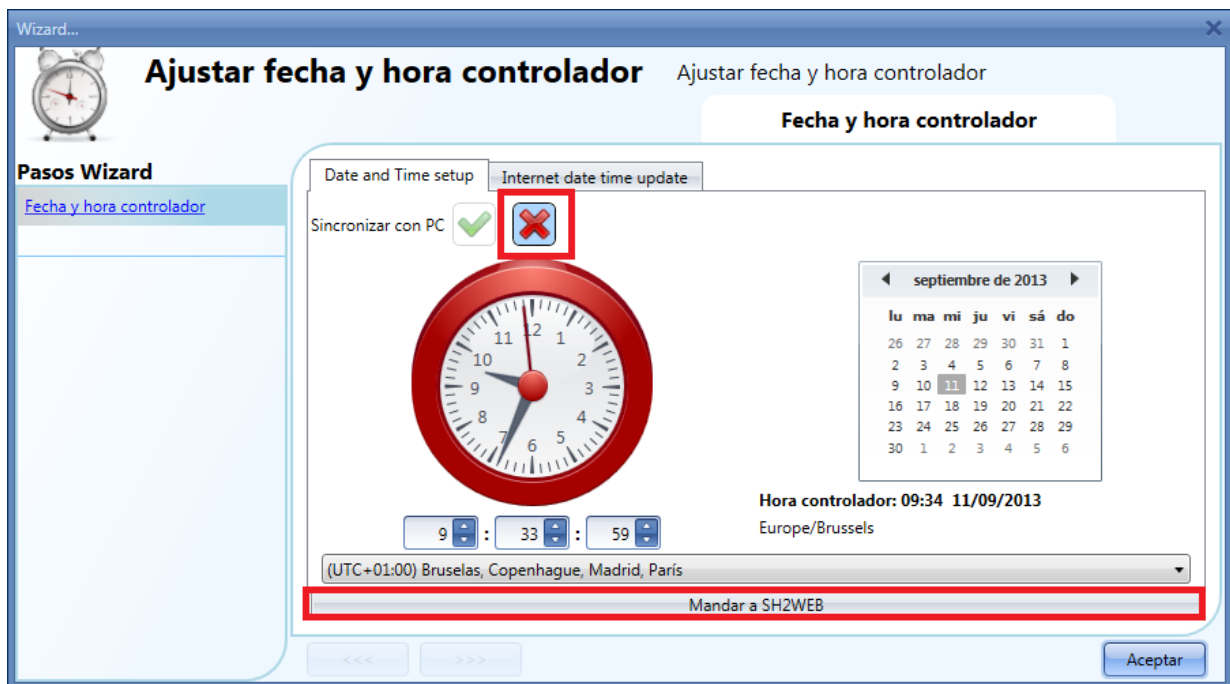 Wizard...
Ajustar fecha y hora controlador
Ajustar fecha y hora controlador
Fecha y hora controlador
Pasos Wizard
Fecha y hora controlador
Date and Time setup
Internet date time update
Sincronizar con PC
12
1
2
3
4
5
6
7
8
9
10
11
9 : 33 : 59
septiembre de 2013
lu ma mi ju vi sá do
26 27 28 29 30 31 1
2 3 4 5 6 7 8
9 10 11 12 13 14 15
16 17 18 19 20 21 22
23 24 25 26 27 28 29
30 1 2 3 4 5 6
Hora controlador: 09:34 11/09/2013
Europe/Brussels
(UTC+01:00) Bruselas, Copenhague, Madrid, París
Mandar a SH2WEB
<<< >>>
Aceptar